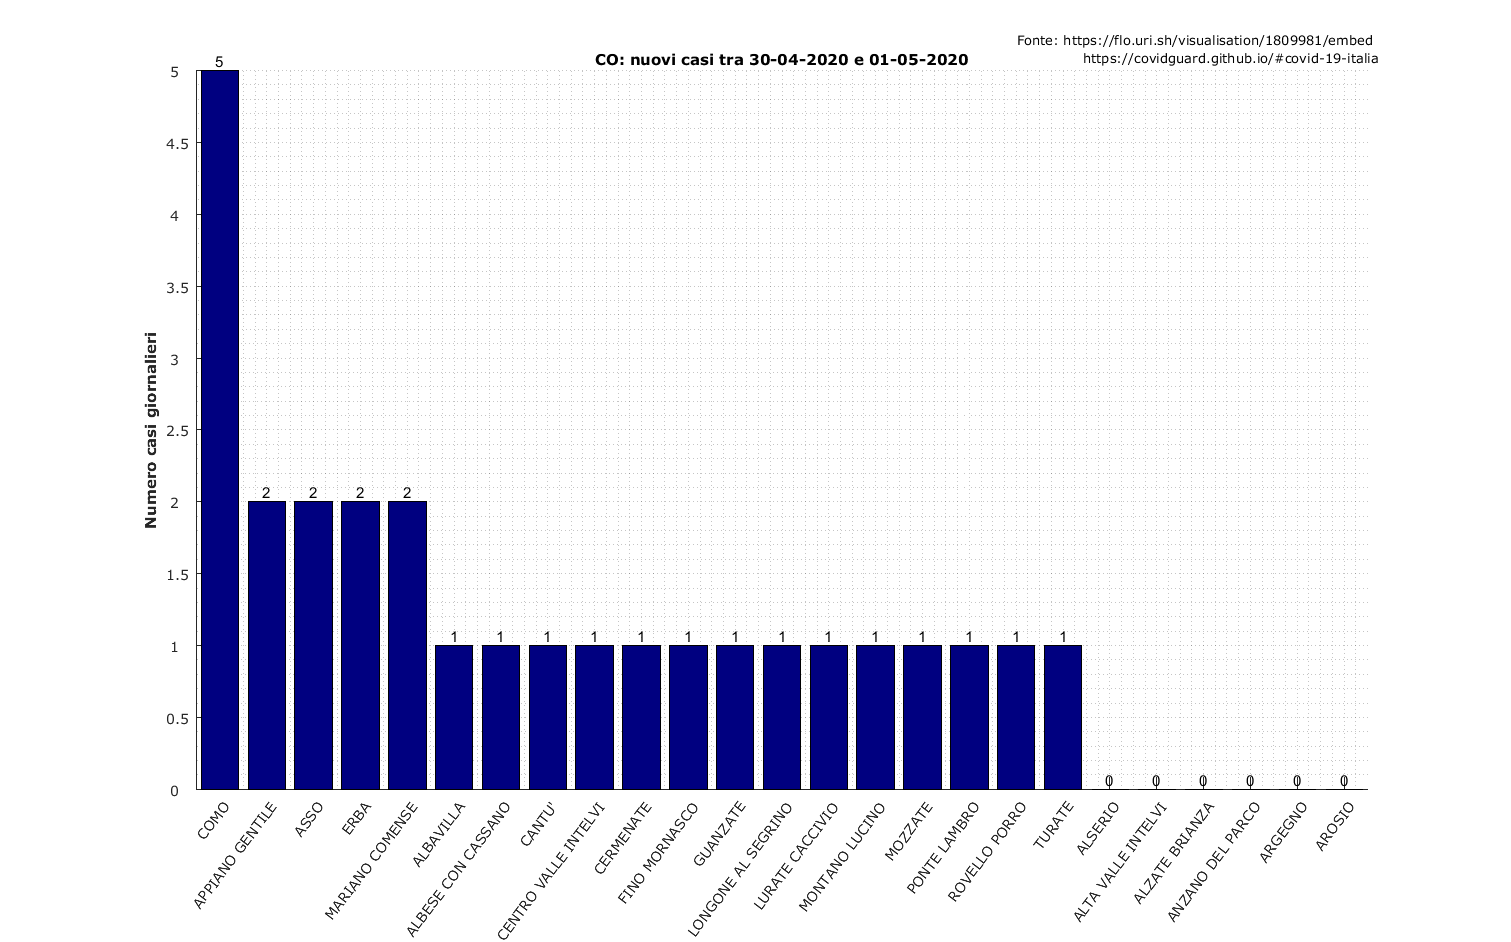 Fonte: https://flo.uri.sh/visualisation/1809981/embed
https://covidguard.github.io/#covid-19-italia
CO: nuovi casi tra 30-04-2020 e 01-05-2020
Numero casi giornalieri
5
4.5
4
3.5
3
2.5
2
1.5
1
0.5
0
5
2
2
2
2
1
1
1
1
1
1
1
1
1
1
1
1
1
1
0
0
0
0
0
0
COMO
APPIANO GENTILE
ASSO
ERBA
MARIANO COMENSE
ALBAVILLA
ALBESE CON CASSANO
CANTU'
CENTRO VALLE INTELVI
CERMENATE
FINO MORNASCO
GUANZATE
LONGONE AL SEGRINO
LURATE CACCIVIO
MONTANO LUCINO
MOZZATE
PONTE LAMBRO
ROVELLO PORRO
TURATE
ALSERIO
ALTA VALLE INTELVI
ALZATE BRIANZA
ANZANO DEL PARCO
ARGEGNO
AROSIO